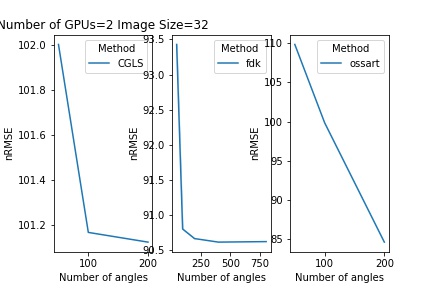 Number of GPUs=2 Image Size=32
nRMSE
102.0
101.8
101.6
101.4
101.2
100
200
Number of angles
Method
CGLS
nRMSE
93.5
93.0
92.5
92.0
91.5
91.0
90.5
250
500
750
Number of angles
Method
fdk
nRMSE
110
105
100
95
90
85
100
200
Number of angles
Method
ossart